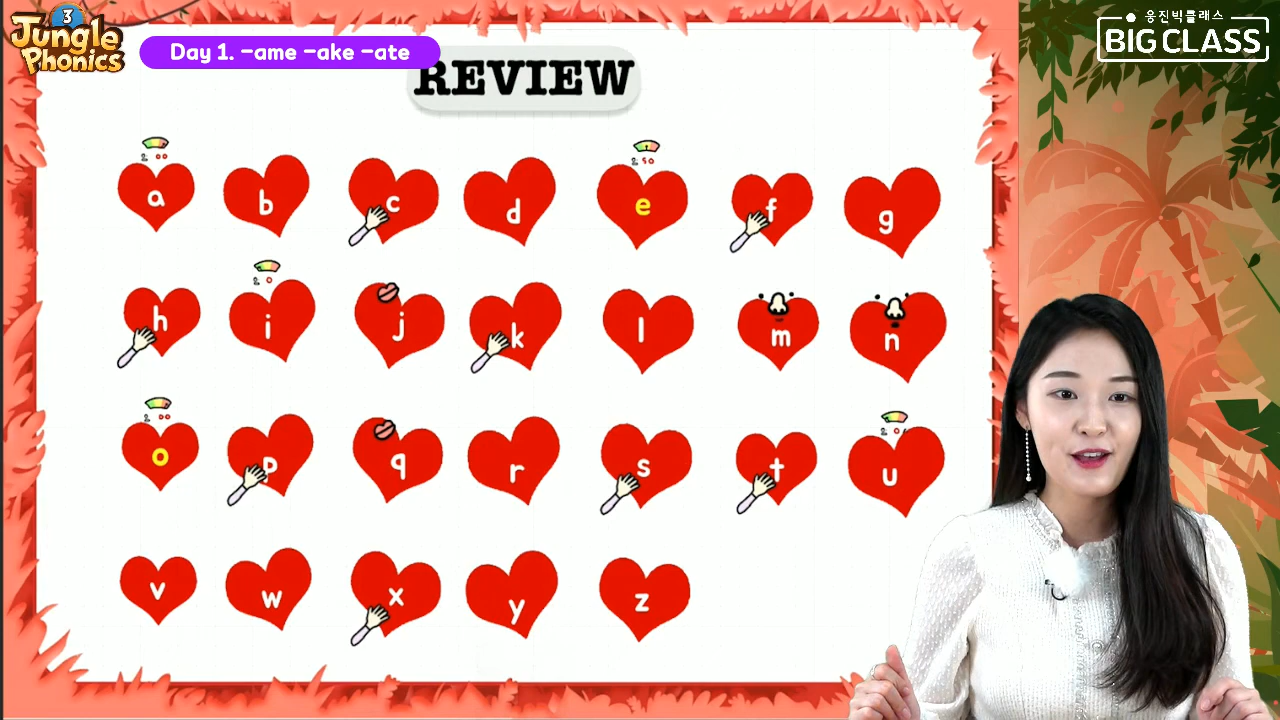 3
Jungle
Phonics
Day 1. -ame -ake -ate
REVIEW
웅진빅클래스
BIG CLASS
a b c d e f g
h i j k l m n
o p q r s t u
v w x y z